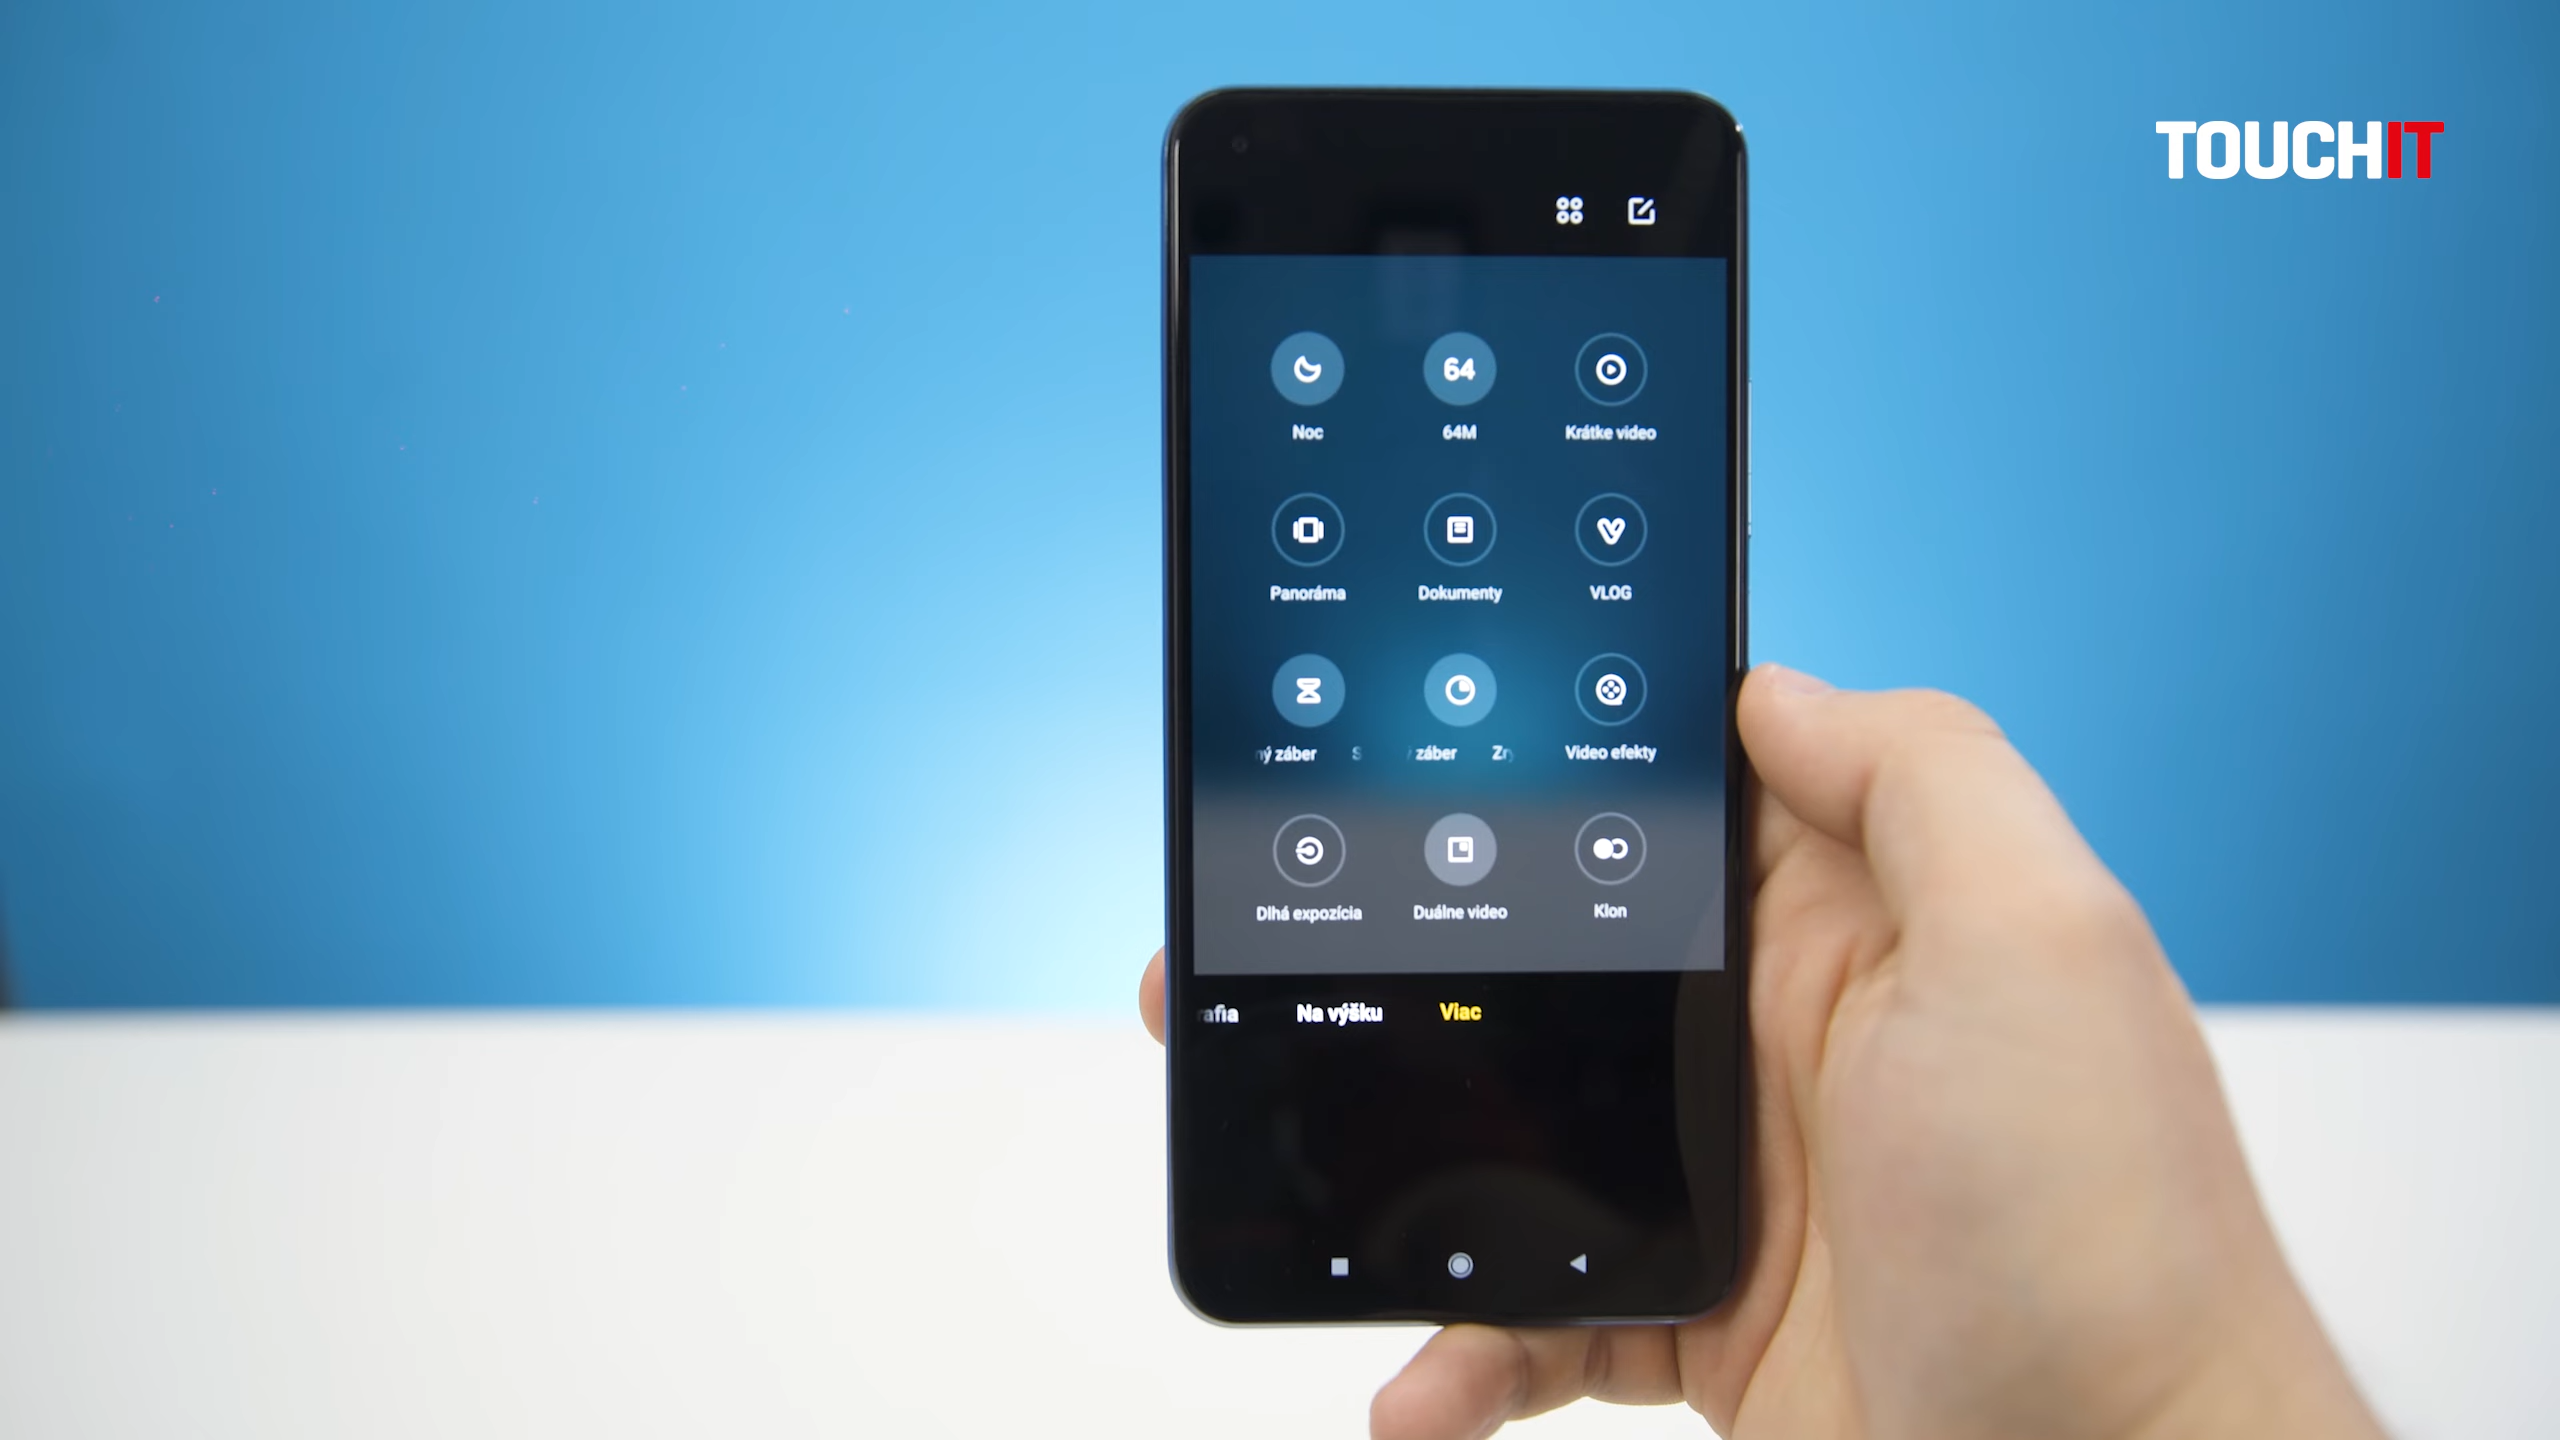 TOUCHIT
64
Noc 64M Krátke video
Panoráma Dokumenty VLOG
záber záber Video efekty
Dlhá expozícia Duálne video Klon
Na výšku Viac